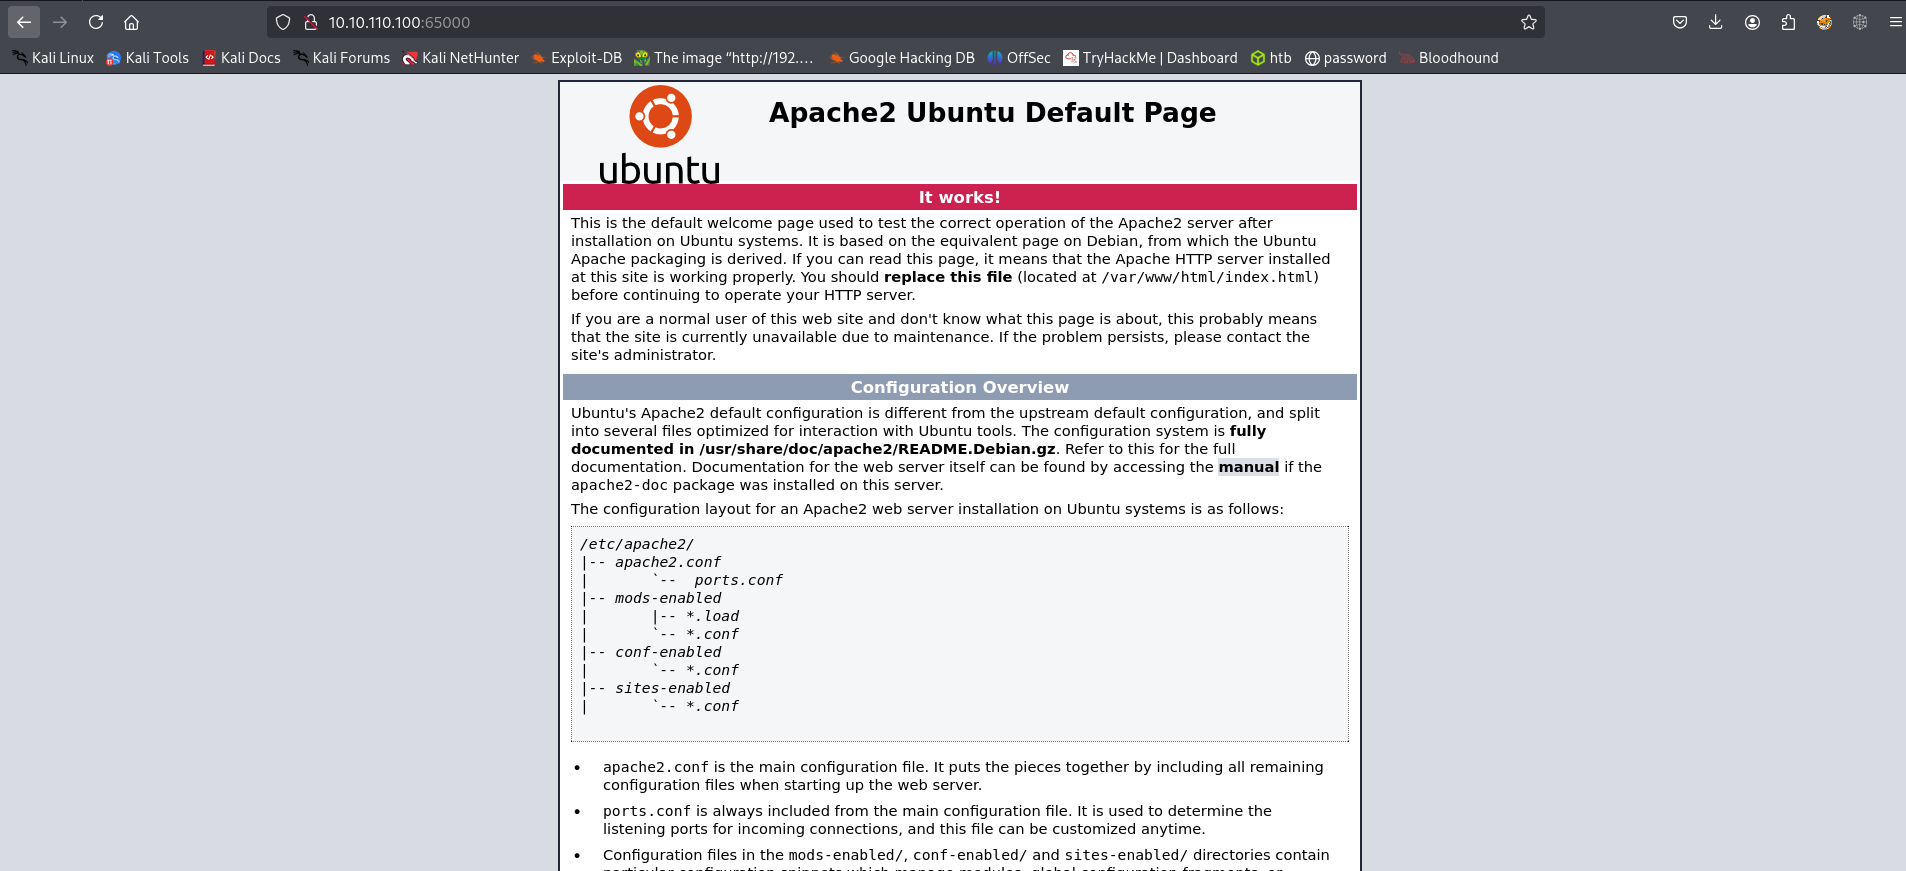 10.10.110.100:65000
Kali Linux Kali Tools Kali Docs Kali Forums Kali NetHunter Exploit-DB The image “http://192.… Google Hacking DB OffSec TryHackMe | Dashboard htb password Bloodhound
Apache2 Ubuntu Default Page
ubuntu
It works!
This is the default welcome page used to test the correct operation of the Apache2 server after
installation on Ubuntu systems. It is based on the equivalent page on Debian, from which the Ubuntu
Apache packaging is derived. If you can read this page, it means that the Apache HTTP server installed
at this site is working properly. You should replace this file (located at /var/www/html/index.html)
before continuing to operate your HTTP server.
If you are a normal user of this web site and don't know what this page is about, this probably means
that the site is currently unavailable due to maintenance. If the problem persists, please contact the
site's administrator.
Configuration Overview
Ubuntu's Apache2 default configuration is different from the upstream default configuration, and split
into several files optimized for interaction with Ubuntu tools. The configuration system is fully
documented in /usr/share/doc/apache2/README.Debian.gz. Refer to this for the full
documentation. Documentation for the web server itself can be found by accessing the manual if the
apache2-doc package was installed on this server.
The configuration layout for an Apache2 web server installation on Ubuntu systems is as follows:
/etc/apache2/
|-- apache2.conf
|       `--  ports.conf
|-- mods-enabled
|       |-- *.load
|       `-- *.conf
|-- conf-enabled
|       `-- *.conf
|-- sites-enabled
|       `-- *.conf
• apache2.conf is the main configuration file. It puts the pieces together by including all remaining
configuration files when starting up the web server.
• ports.conf is always included from the main configuration file. It is used to determine the
listening ports for incoming connections, and this file can be customized anytime.
• Configuration files in the mods-enabled/, conf-enabled/ and sites-enabled/ directories contain
particular configuration snippets which manage modules, global configuration fragments, or